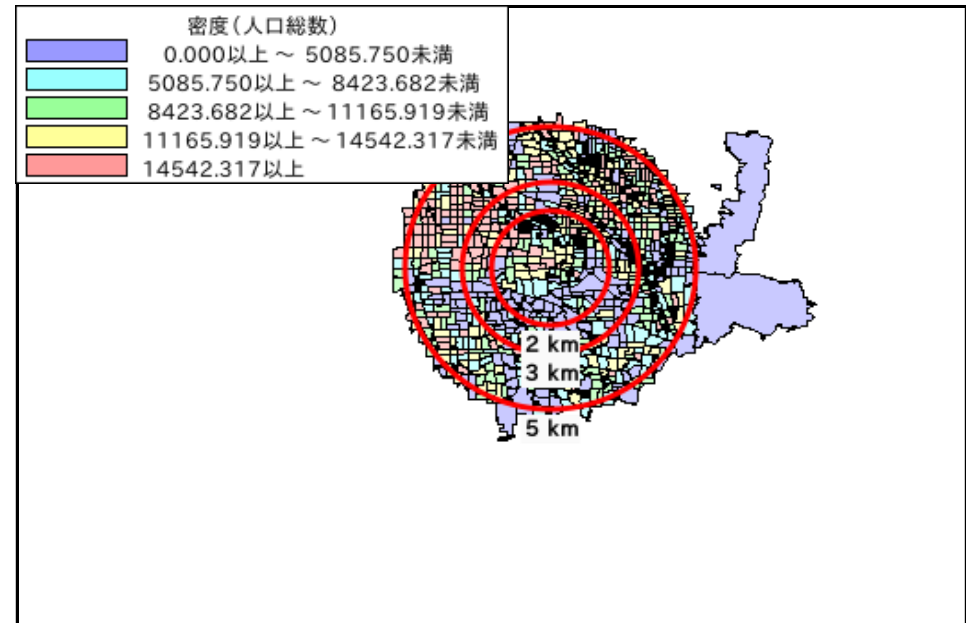 密度（人口総数）
0.000以上 ～ 5085.750未満
5085.750以上 ～ 8423.682未満
8423.682以上 ～11165.919未満
11165.919以上 ～14542.317未満
14542.317以上
2 km
3 km
5 km